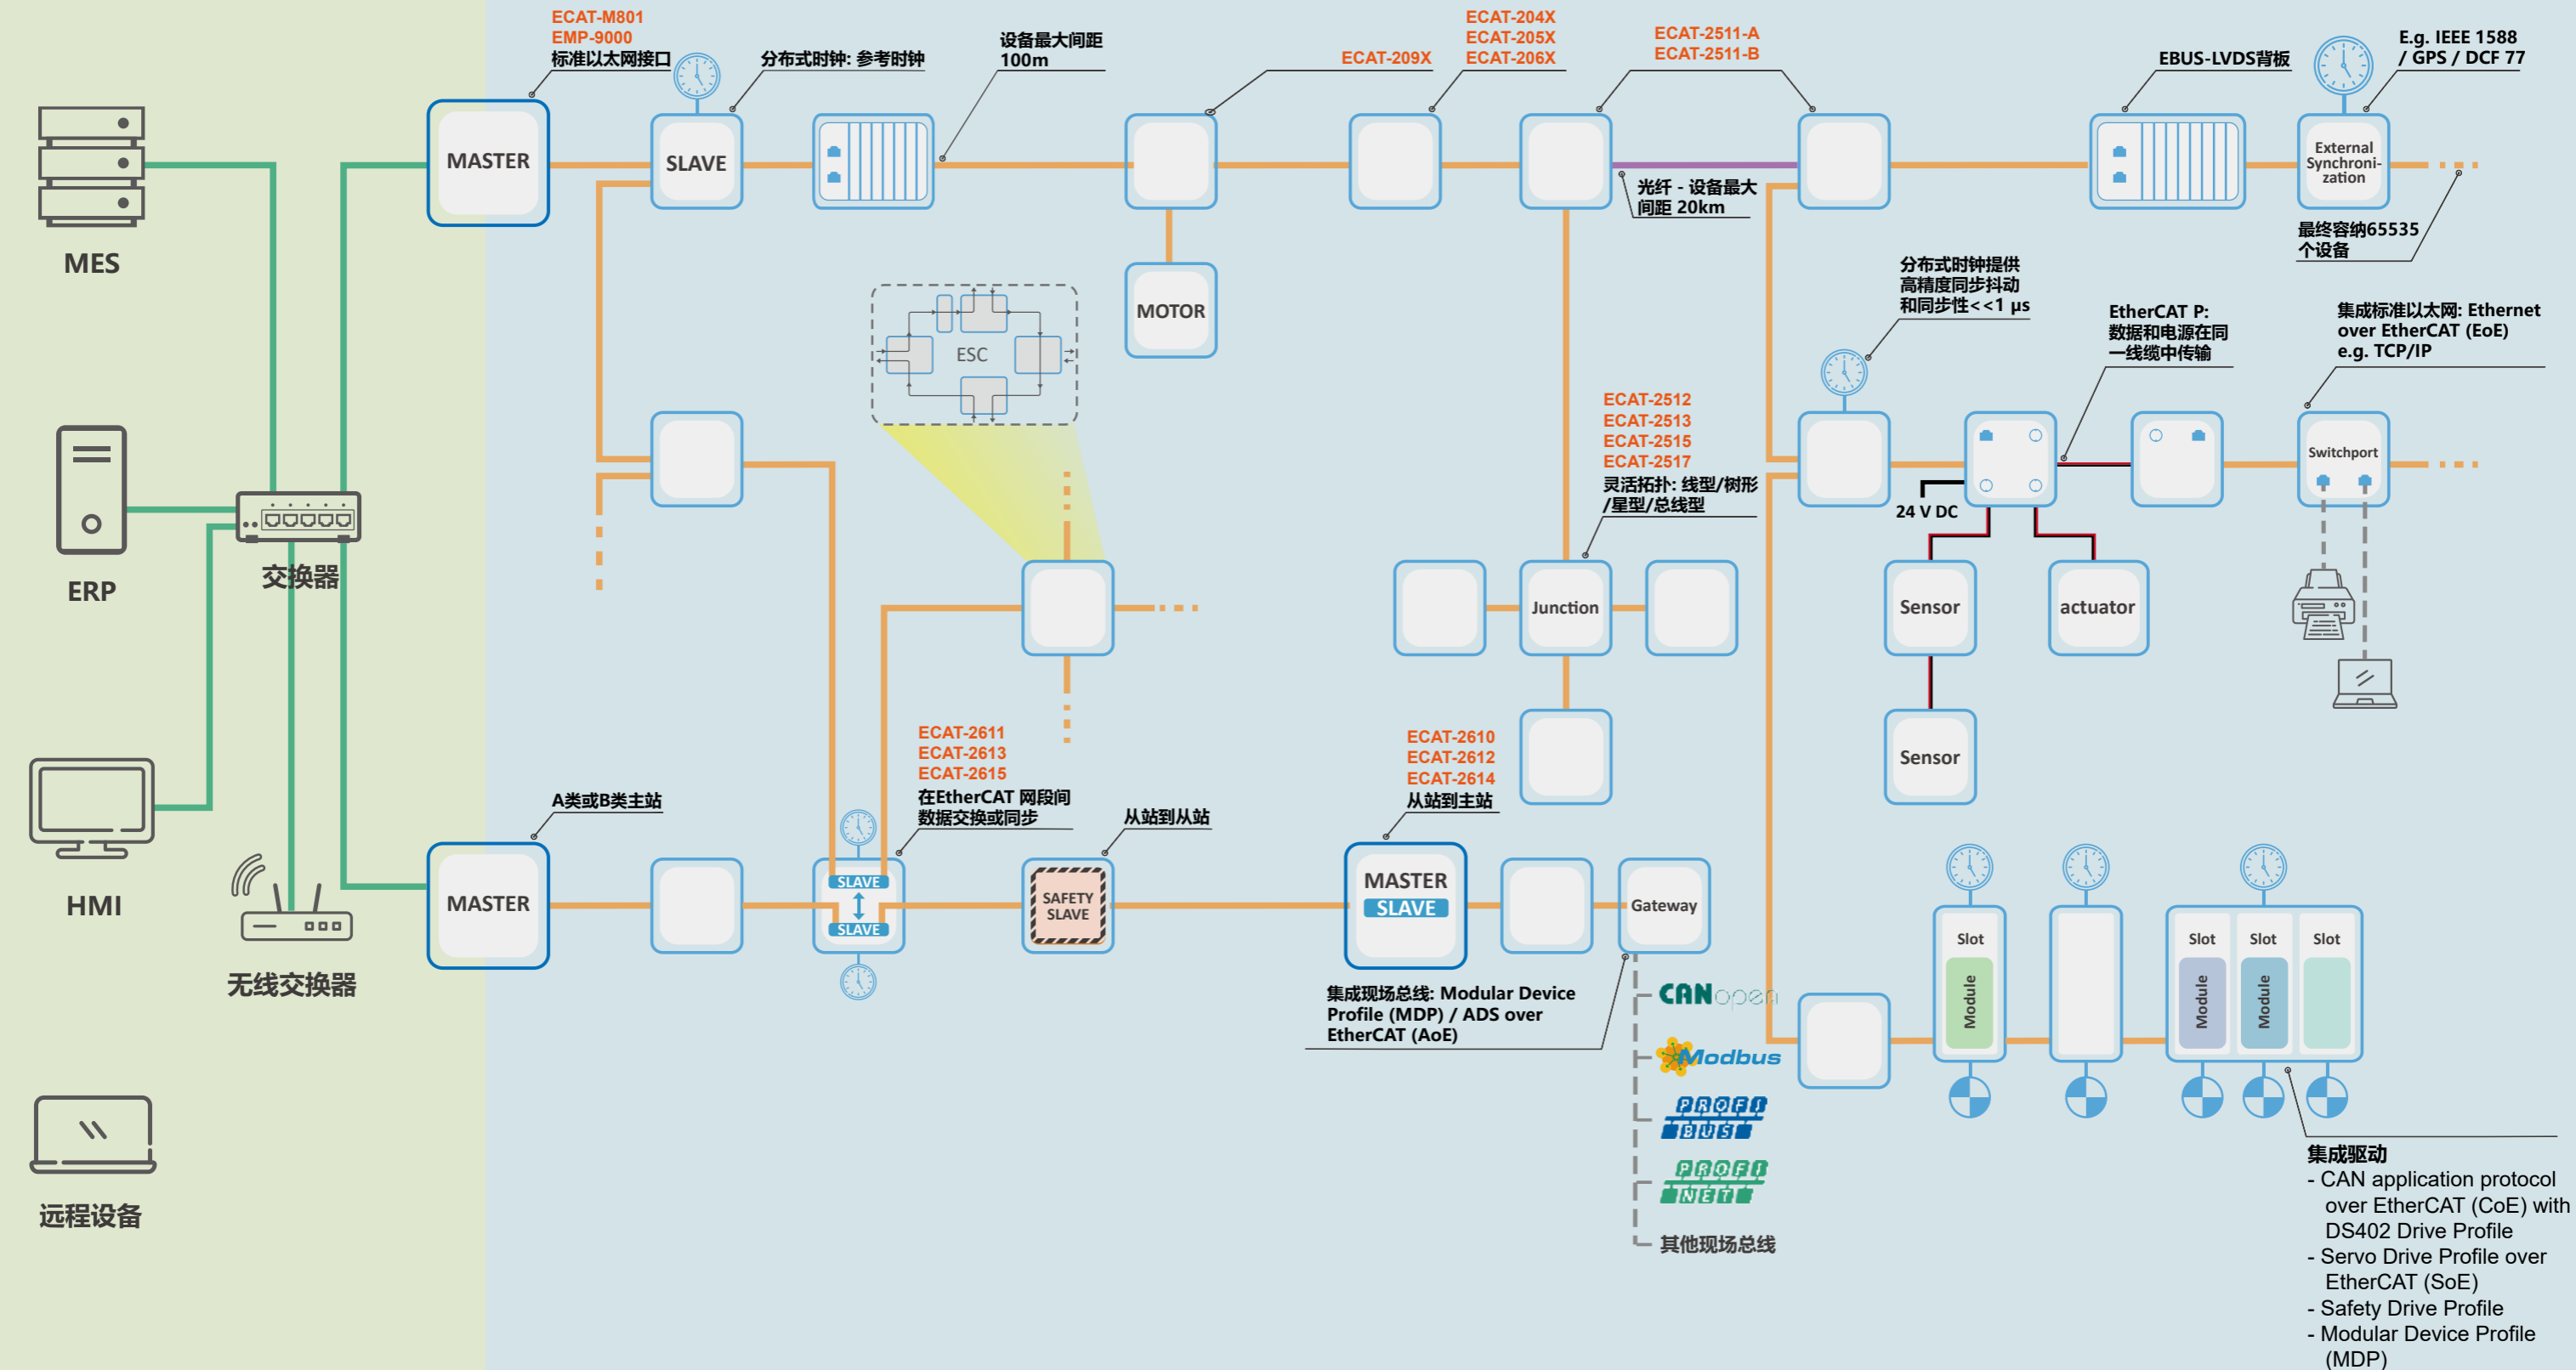 ECAT-M801
EMP-9000
标准以太网接口
分布式时钟: 参考时钟
设备最大间距
100m
ECAT-209X
ECAT-204X
ECAT-205X
ECAT-206X
ECAT-2511-A
ECAT-2511-B
EBUS-LVDS背板
E.g. IEEE 1588
/ GPS / DCF 77
MASTER
SLAVE
External
Synchroni-
zation
光纤 - 设备最大
间距 20km
最终容纳65535
个设备
MES
MOTOR
ESC
分布式时钟提供
高精度同步抖动
和同步性<<1 μs
EtherCAT P:
数据和电源在同
一线缆中传输
集成标准以太网: Ethernet
over EtherCAT (EoE)
e.g. TCP/IP
ECAT-2512
ECAT-2513
ECAT-2515
ECAT-2517
灵活拓扑: 线型/树形
/星型/总线型
Switchport
24 V DC
ERP
交换器
Junction
Sensor
actuator
Sensor
ECAT-2611
ECAT-2613
ECAT-2615
在EtherCAT 网段间
数据交换或同步
ECAT-2610
ECAT-2612
ECAT-2614
从站到主站
A类或B类主站
从站到从站
HMI
MASTER
SLAVE
SLAVE
SAFETY
SLAVE
MASTER
SLAVE
Gateway
无线交换器
集成现场总线: Modular Device
Profile (MDP) / ADS over
EtherCAT (AoE)
CANopen
Modbus
PROFI
BUS
PROFI
NET
其他现场总线
Slot
Module
Slot
Slot
Slot
Module
Module
远程设备
集成驱动
- CAN application protocol
over EtherCAT (CoE) with
DS402 Drive Profile
- Servo Drive Profile over
EtherCAT (SoE)
- Safety Drive Profile
- Modular Device Profile
(MDP)